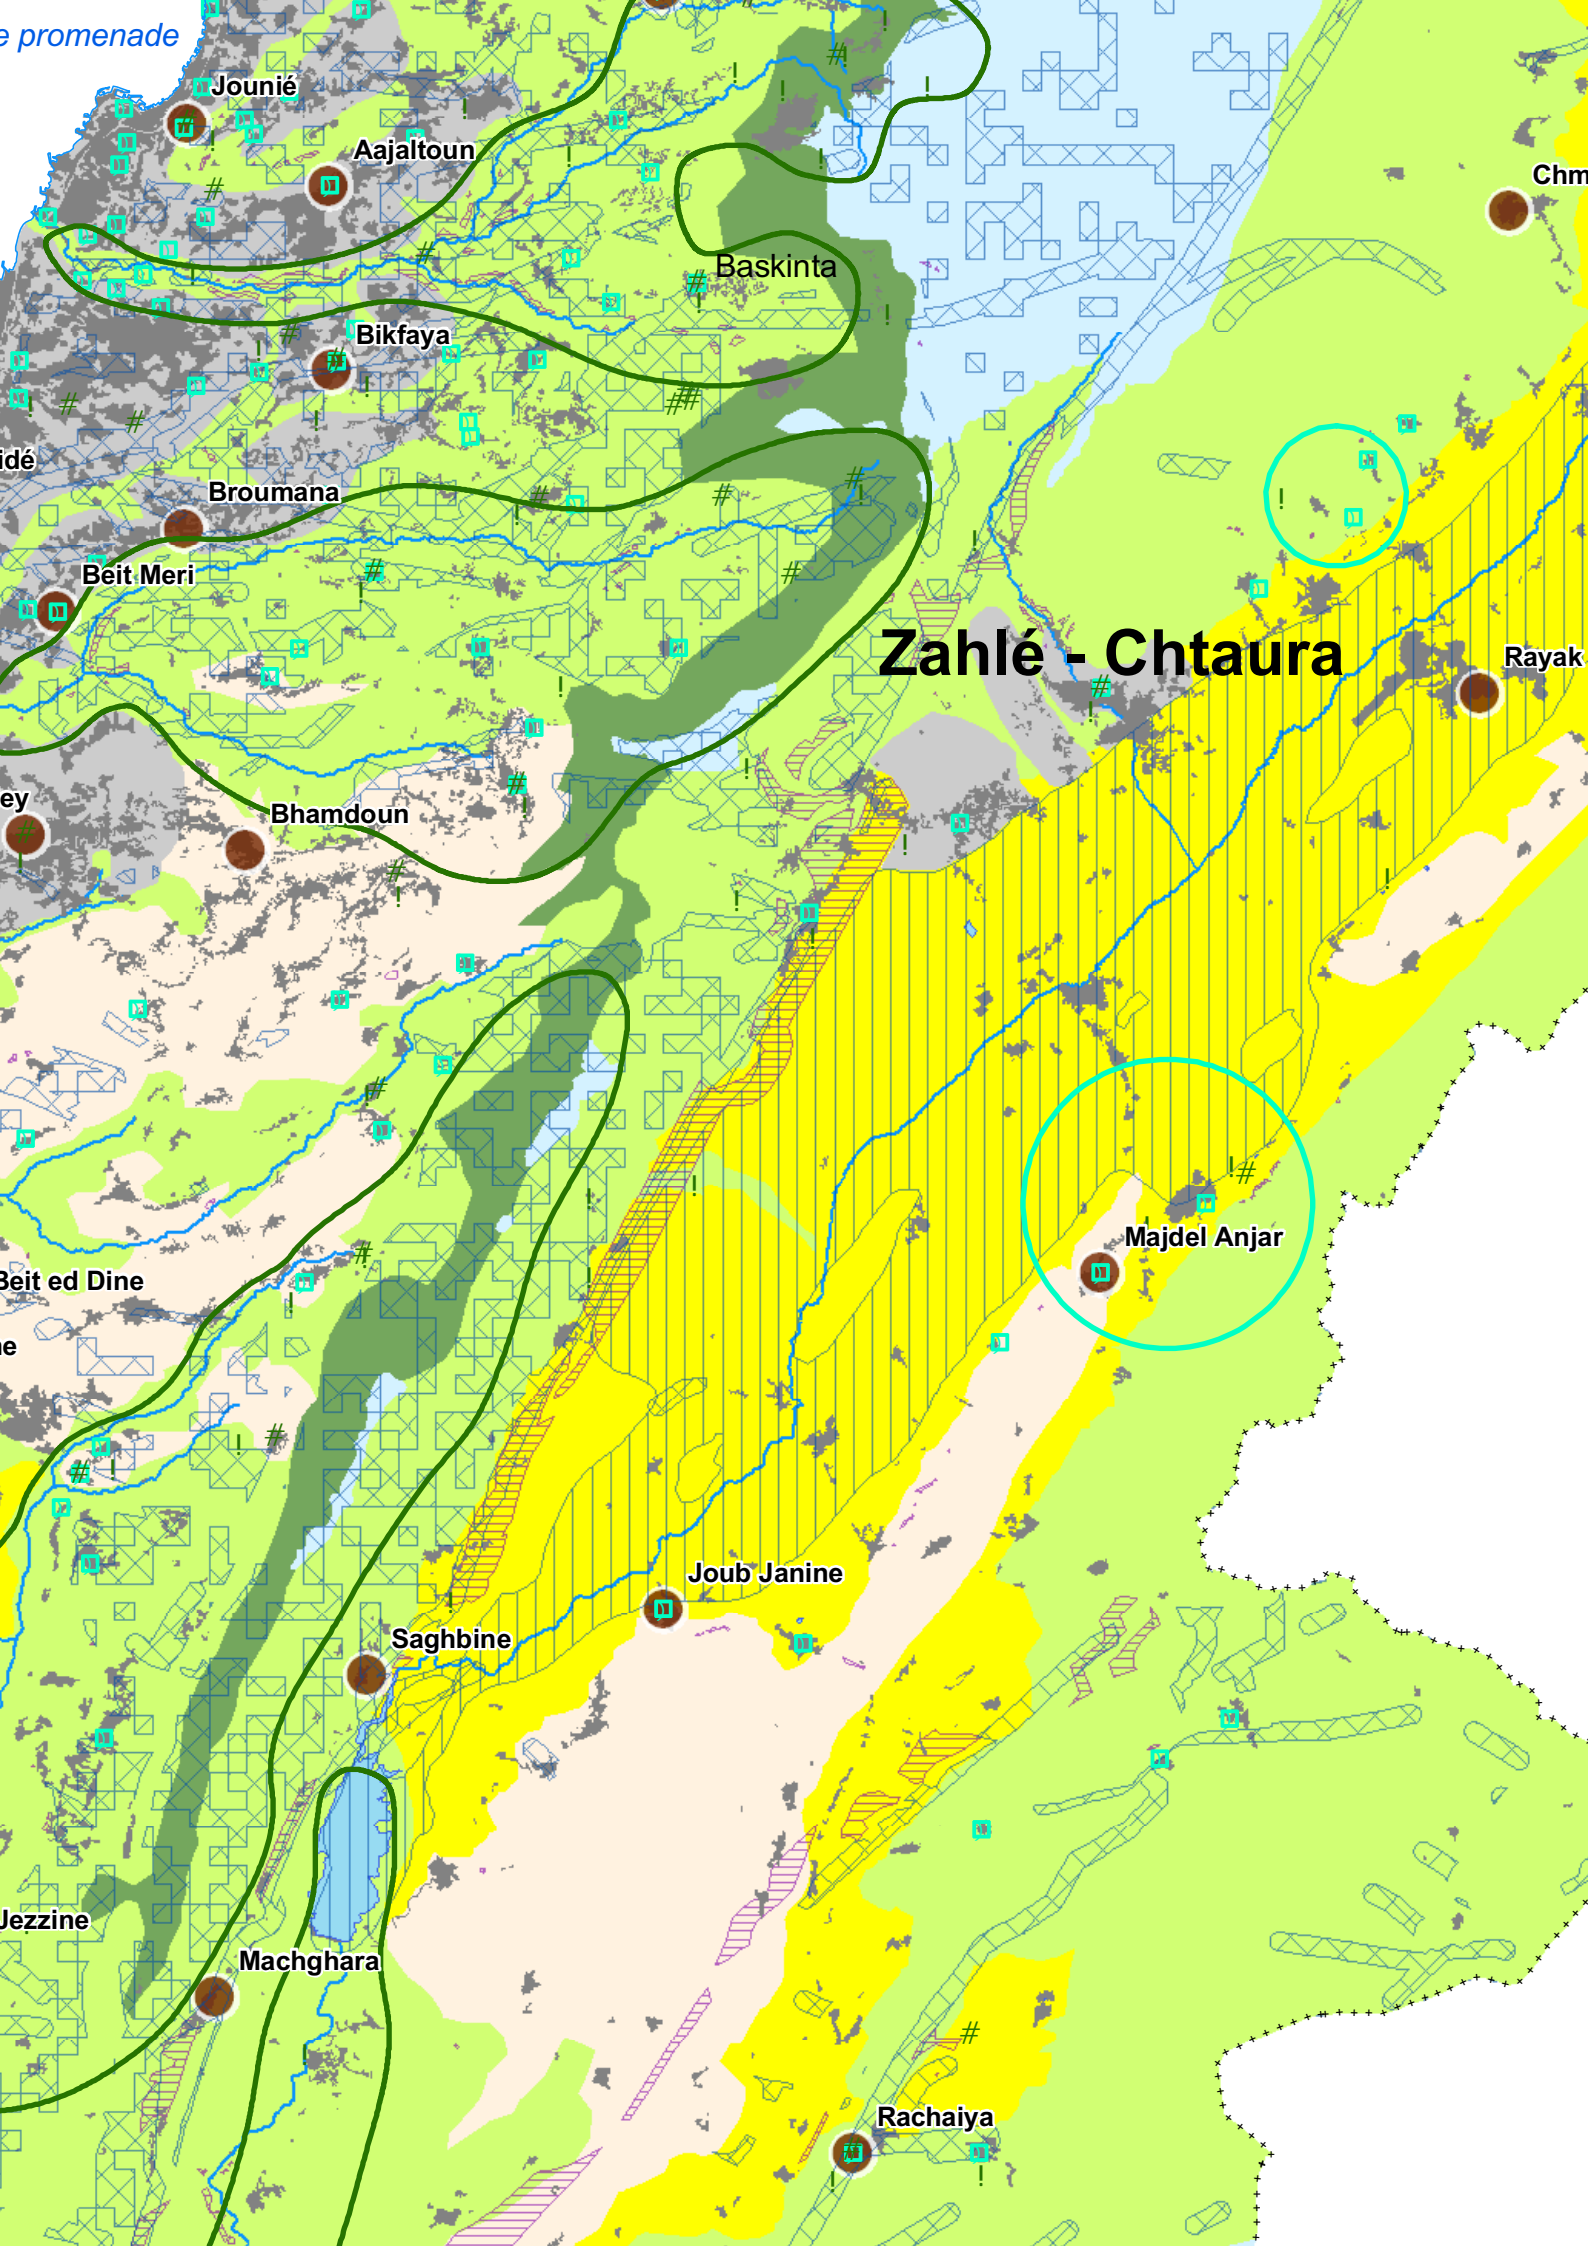 e promenade
Jounié
Aajaltoun
Chm
Baskinta
Bikfaya
idé
Broumana
Beit Meri
Zahlé - Chtaura
Rayak
ey
Bhamdoun
Majdel Anjar
Beit ed Dine
ne
Joub Janine
Saghbine
Jezzine
Machghara
Rachaiya